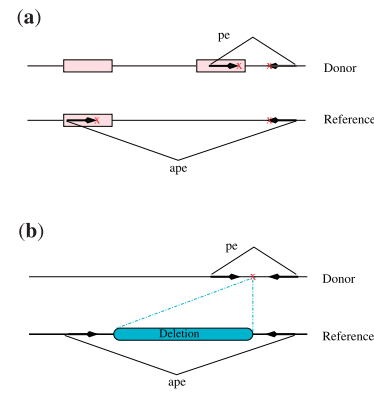 (a)
pe
x
x
Donor
x
x
Reference
ape
(b)
pe
x
Donor
Deletion
Reference
ape